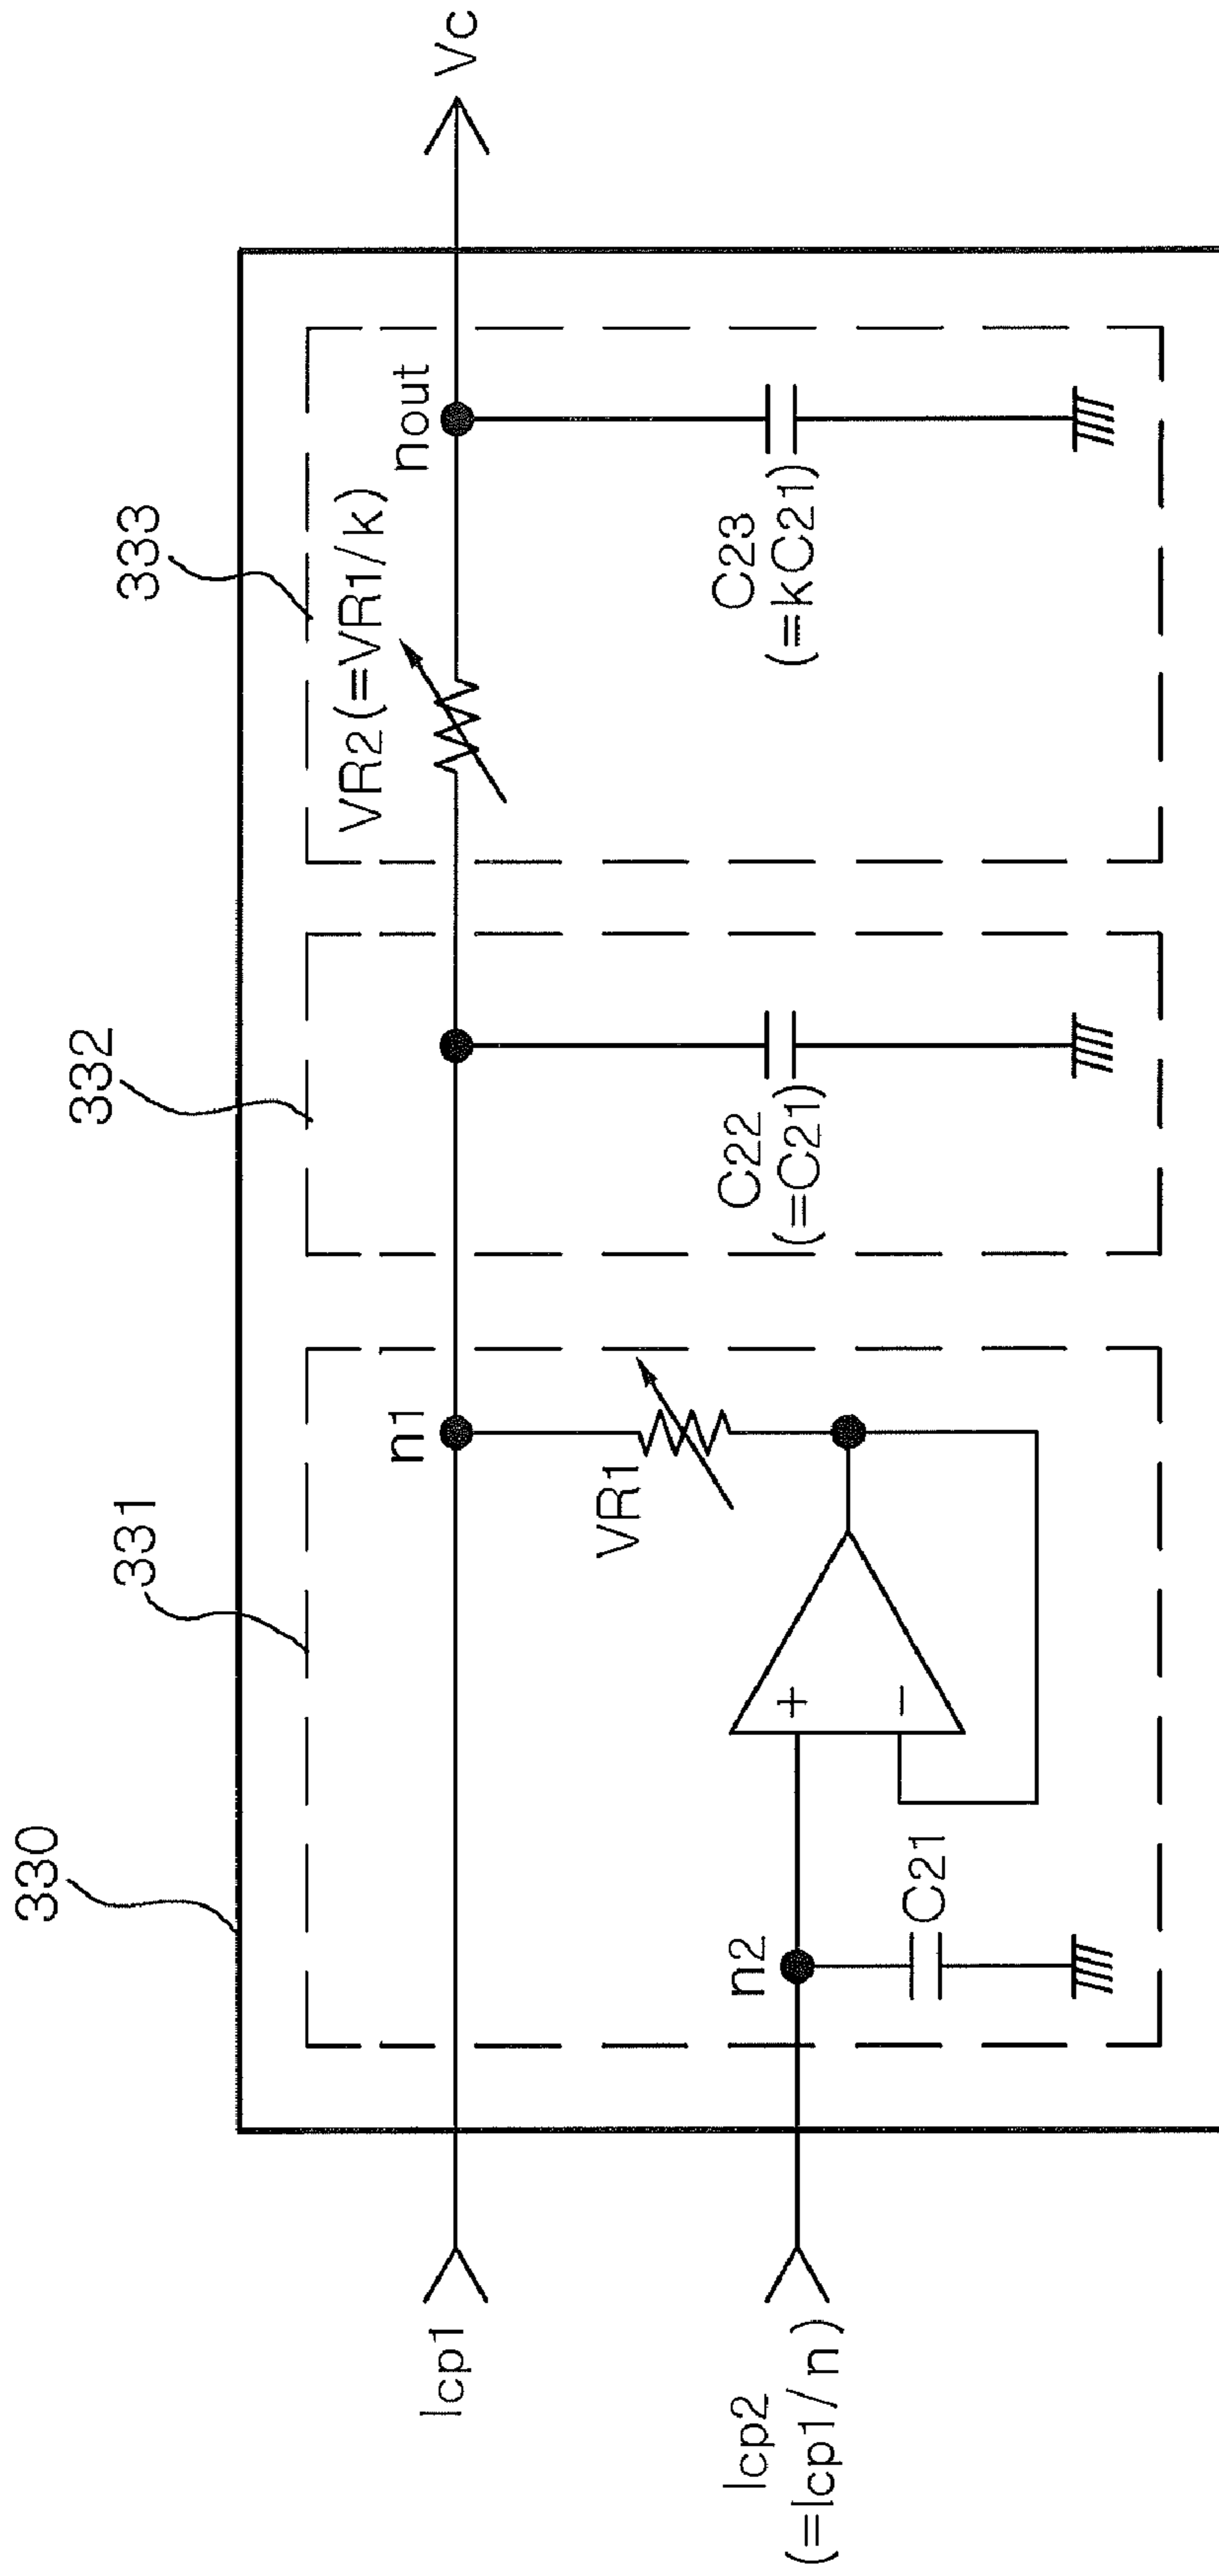 330
331
332
333
Icp1
n1
VR2(=VR1/k)
nout
Vc
VR1
C22
(=C21)
C23
(=kC21)
Icp2
(=Icp1/n)
n2
+
−
C21